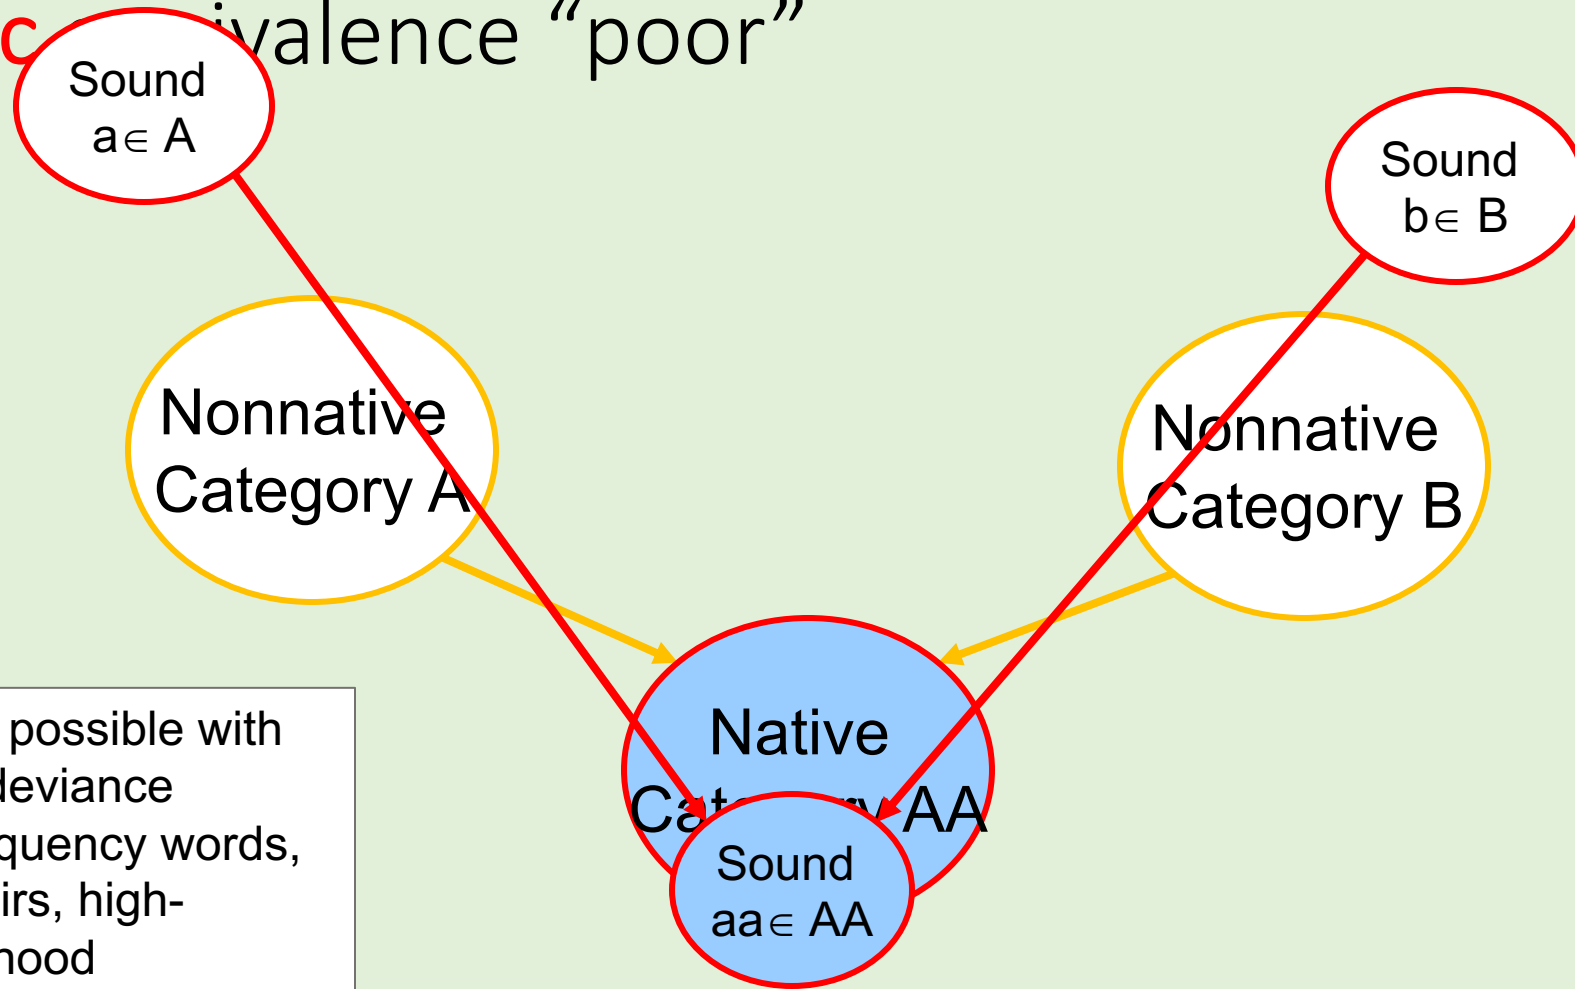 c ivalence “poor”
Sound
a∈ A
Sound
b∈ B
Nonnative
Category A
Nonnative
Category B
Native
Category AA
Sound
aa∈ AA
possible with
deviance
quency words,
irs, high-
hood